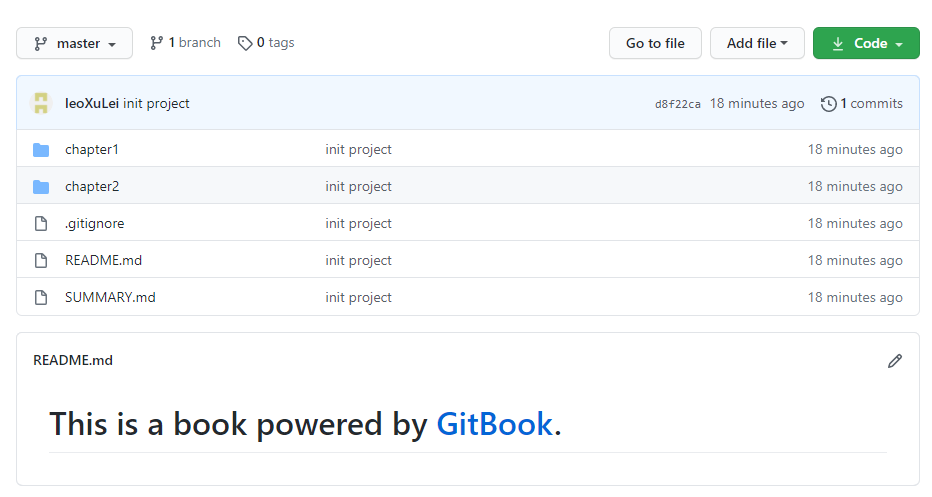 master 1 branch 0 tags Go to file Add file Code
leoXuLei init project d8f22ca 18 minutes ago 1 commits
chapter1 init project 18 minutes ago
chapter2 init project 18 minutes ago
.gitignore init project 18 minutes ago
README.md init project 18 minutes ago
SUMMARY.md init project 18 minutes ago
README.md
This is a book powered by GitBook.